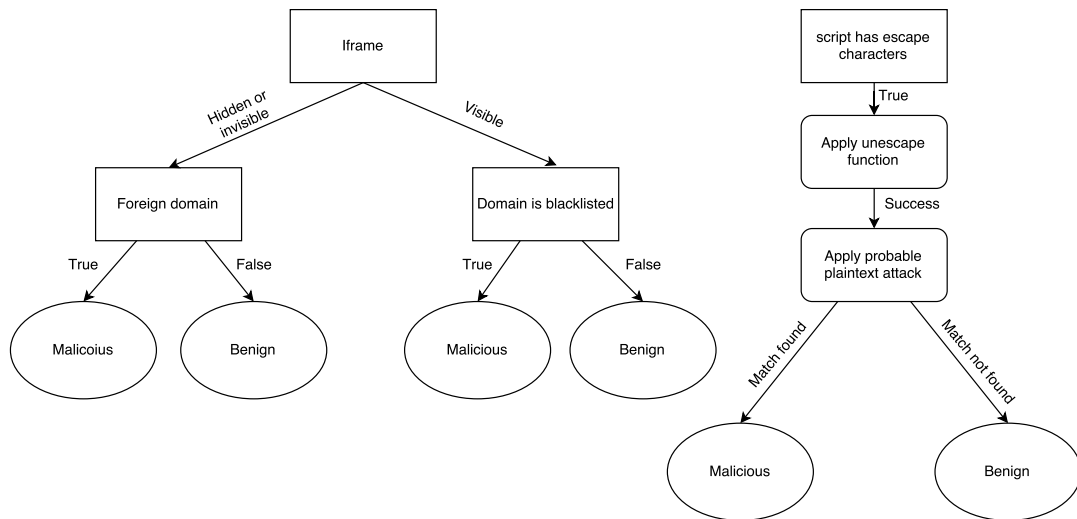 Iframe
Hidden or
invisible
Visible
Foreign domain
Domain is blacklisted
True
False
True
False
Malicoius
Benign
Malicious
Benign
script has escape
characters
True
Apply unescape
function
Success
Apply probable
plaintext attack
Match found
Match not found
Malicious
Benign